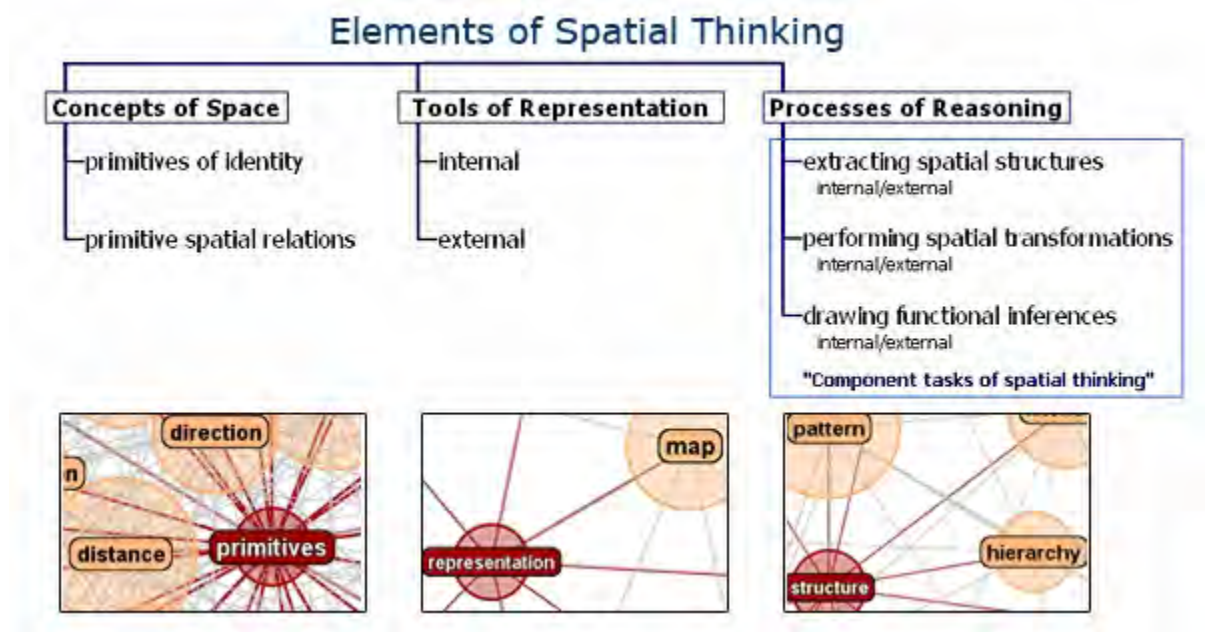 Elements of Spatial Thinking
Concepts of Space
primitives of identity
primitive spatial relations
Tools of Representation
internal
external
Processes of Reasoning
extracting spatial structures
internal/external
performing spatial transformations
internal/external
drawing functional inferences
internal/external
"Component tasks of spatial thinking"
direction
n
distance
primitives
map
representation
pattern
hierarchy
structure